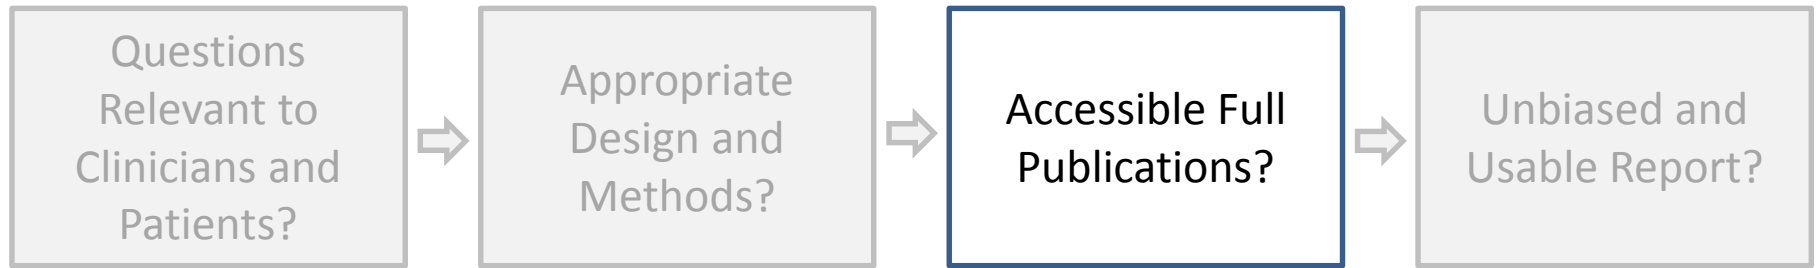 Questions
Relevant to
Clinicians and
Patients?
Appropriate
Design and
Methods?
Accessible Full
Publications?
Unbiased and
Usable Report?